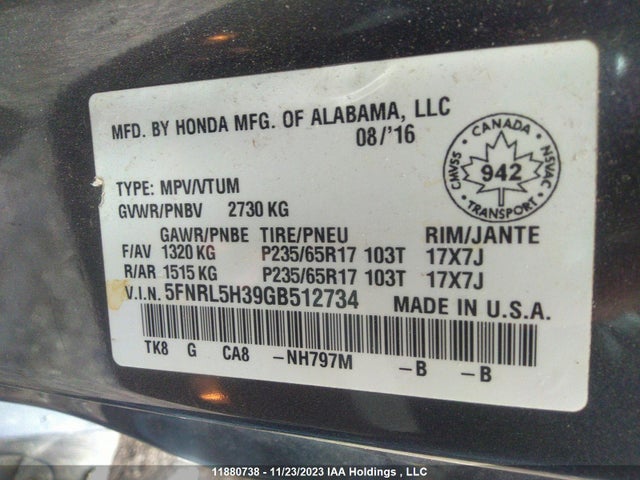 MFD. BY HONDA MFG. OF ALABAMA, LLC
08/'16
CANADA
CMVSS 942 NSVAC
TRANSPORT
TYPE: MPV/VTUM
GVWR/PNBV 2730 KG
GAWR/PNBE TIRE/PNEU RIM/JANTE
F/AV 1320 KG P235/65R17 103T 17X7J
R/AR 1515 KG P235/65R17 103T 17X7J
V.I.N. 5FNRL5H39GB512734 MADE IN U.S.A.
TK8 G CA8 -NH797M -B -B
11880738 - 11/23/2023 IAA Holdings , LLC